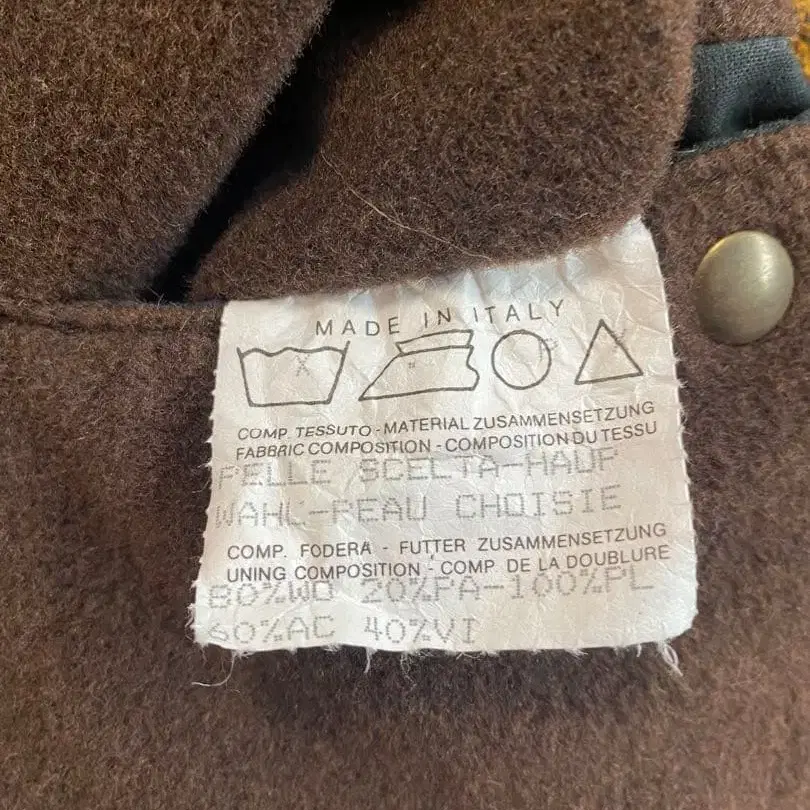 MADE IN ITALY
X P
COMP. TESSUTO - MATERIAL ZUSAMMENSETZUNG
FABBRIC COMPOSITION - COMPOSITION DU TESSU
PELLE SCELTA-HAUP
WAHL-PEAU CHOISIE
COMP. FODERA - FUTTER ZUSAMMENSETZUNG
UNING COMPOSITION - COMP. DE LA DOUBLURE
80%WO 20%PA-100%PL
60%AC 40%VI